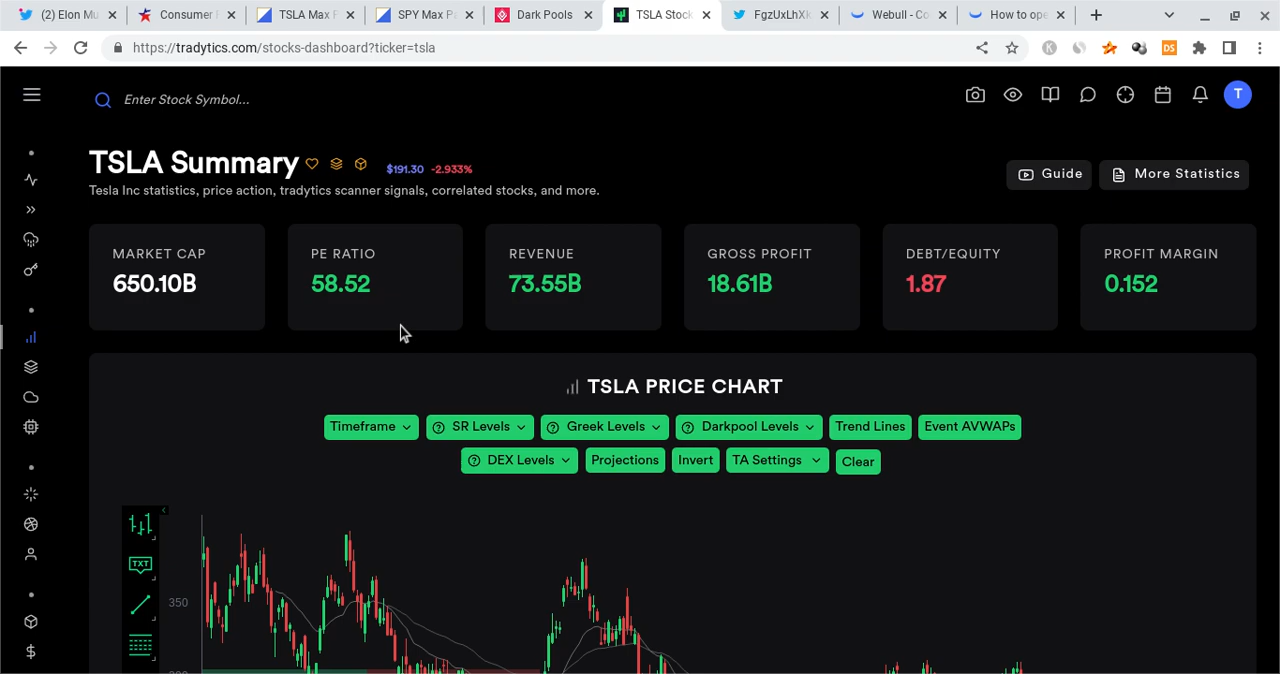 (2) Elon Mu
Consumer
TSLA Max
SPY Max Pa
Dark Pools
TSLA Stock
FgzUxLhXk
Webull - Co
How to ope
https://tradytics.com/stocks-dashboard?ticker=tsla
K
DS
Enter Stock Symbol...
T
TSLA Summary
$191.30 -2.933%
Tesla Inc statistics, price action, tradytics scanner signals, correlated stocks, and more.
Guide
More Statistics
MARKET CAP
650.10B
PE RATIO
58.52
REVENUE
73.55B
GROSS PROFIT
18.61B
DEBT/EQUITY
1.87
PROFIT MARGIN
0.152
TSLA PRICE CHART
Timeframe
SR Levels
Greek Levels
Darkpool Levels
Trend Lines
Event AVWAPs
DEX Levels
Projections
Invert
TA Settings
Clear
TXT
350